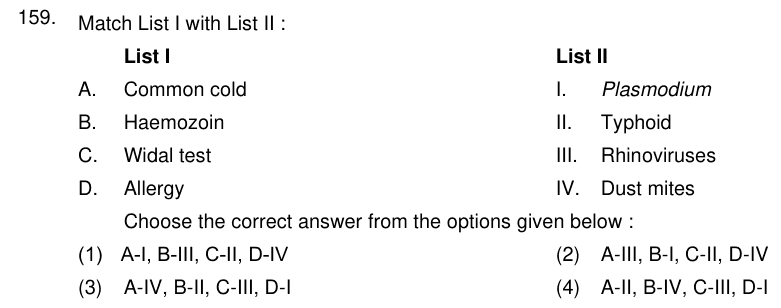 159. Match List I with List II :
List I List II
A. Common cold I. Plasmodium
B. Haemozoin II. Typhoid
C. Widal test III. Rhinoviruses
D. Allergy IV. Dust mites
Choose the correct answer from the options given below :
(1) A-I, B-III, C-II, D-IV (2) A-III, B-I, C-II, D-IV
(3) A-IV, B-II, C-III, D-I (4) A-II, B-IV, C-III, D-I